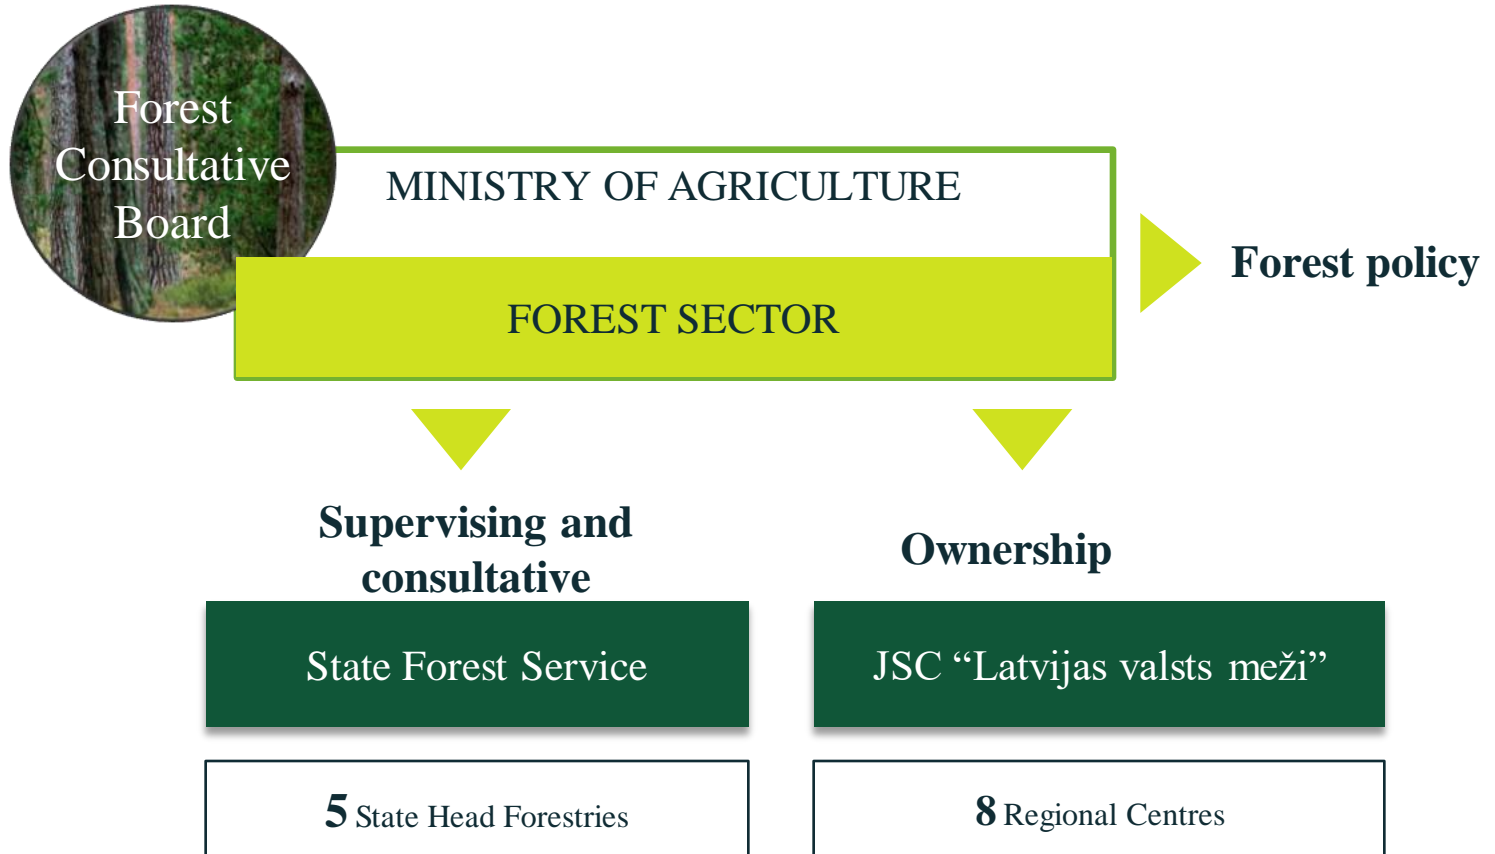 Forest
Consultative
Board
MINISTRY OF AGRICULTURE
FOREST SECTOR
Forest policy
Supervising and
consultative
Ownership
State Forest Service
JSC “Latvijas valsts meži”
5 State Head Forestries
8 Regional Centres